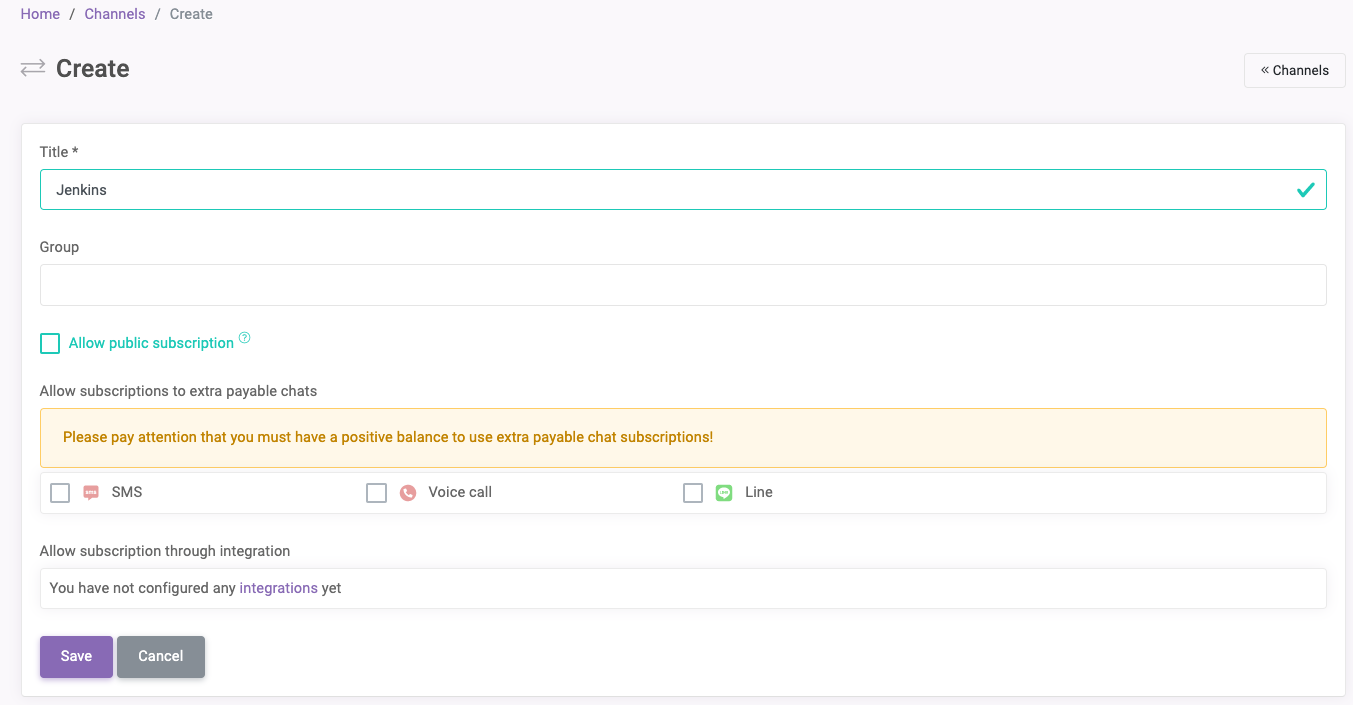 Home / Channels / Create
Create
« Channels
Title *
Jenkins
Group
Allow public subscription ?
Allow subscriptions to extra payable chats
Please pay attention that you must have a positive balance to use extra payable chat subscriptions!
SMS SMS Voice call LINE Line
Allow subscription through integration
You have not configured any integrations yet
Save Cancel